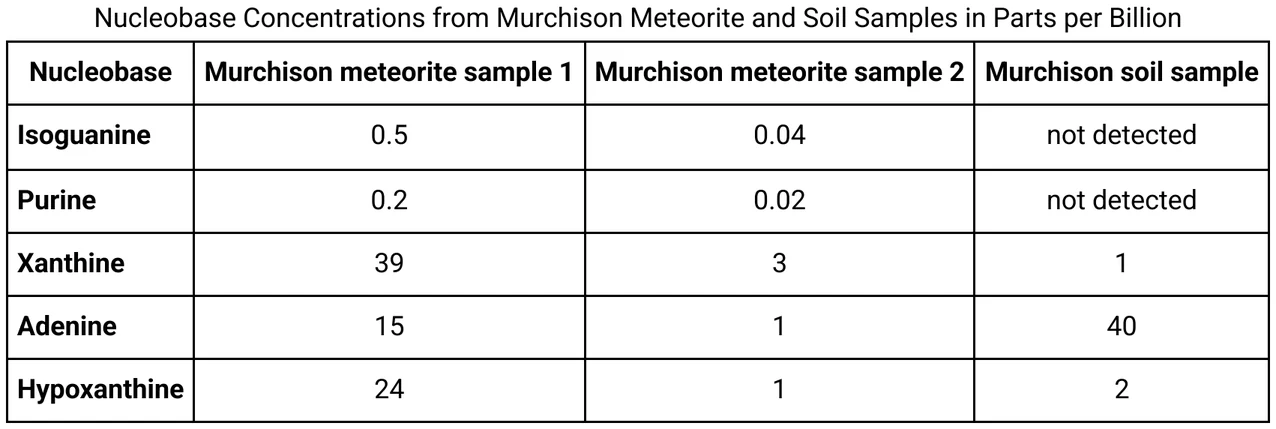 Nucleobase Concentrations from Murchison Meteorite and Soil Samples in Parts per Billion
Nucleobase Murchison meteorite sample 1 Murchison meteorite sample 2 Murchison soil sample
Isoguanine 0.5 0.04 not detected
Purine 0.2 0.02 not detected
Xanthine 39 3 1
Adenine 15 1 40
Hypoxanthine 24 1 2